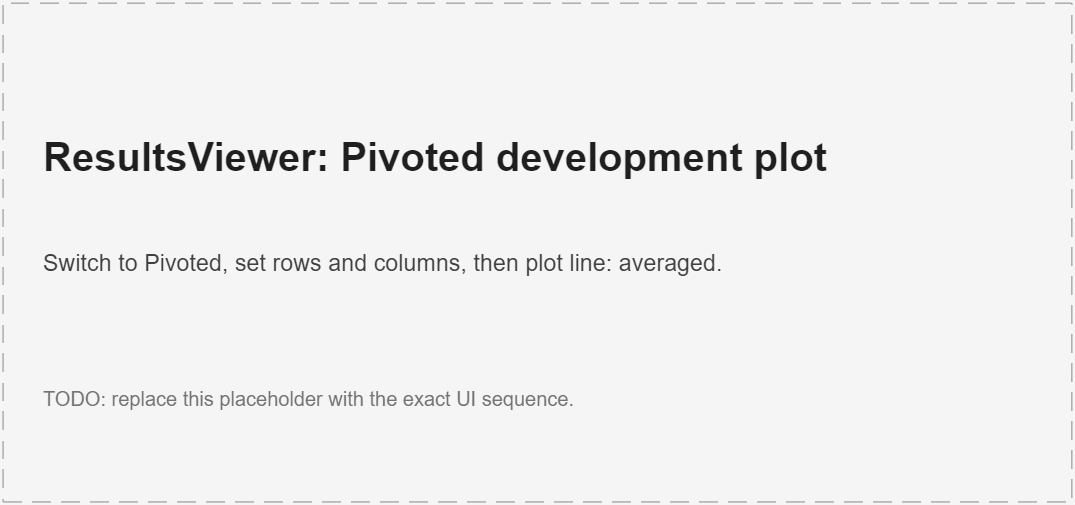 ResultsViewer: Pivoted development plot
Switch to Pivoted, set rows and columns, then plot line: averaged.
TODO: replace this placeholder with the exact UI sequence.